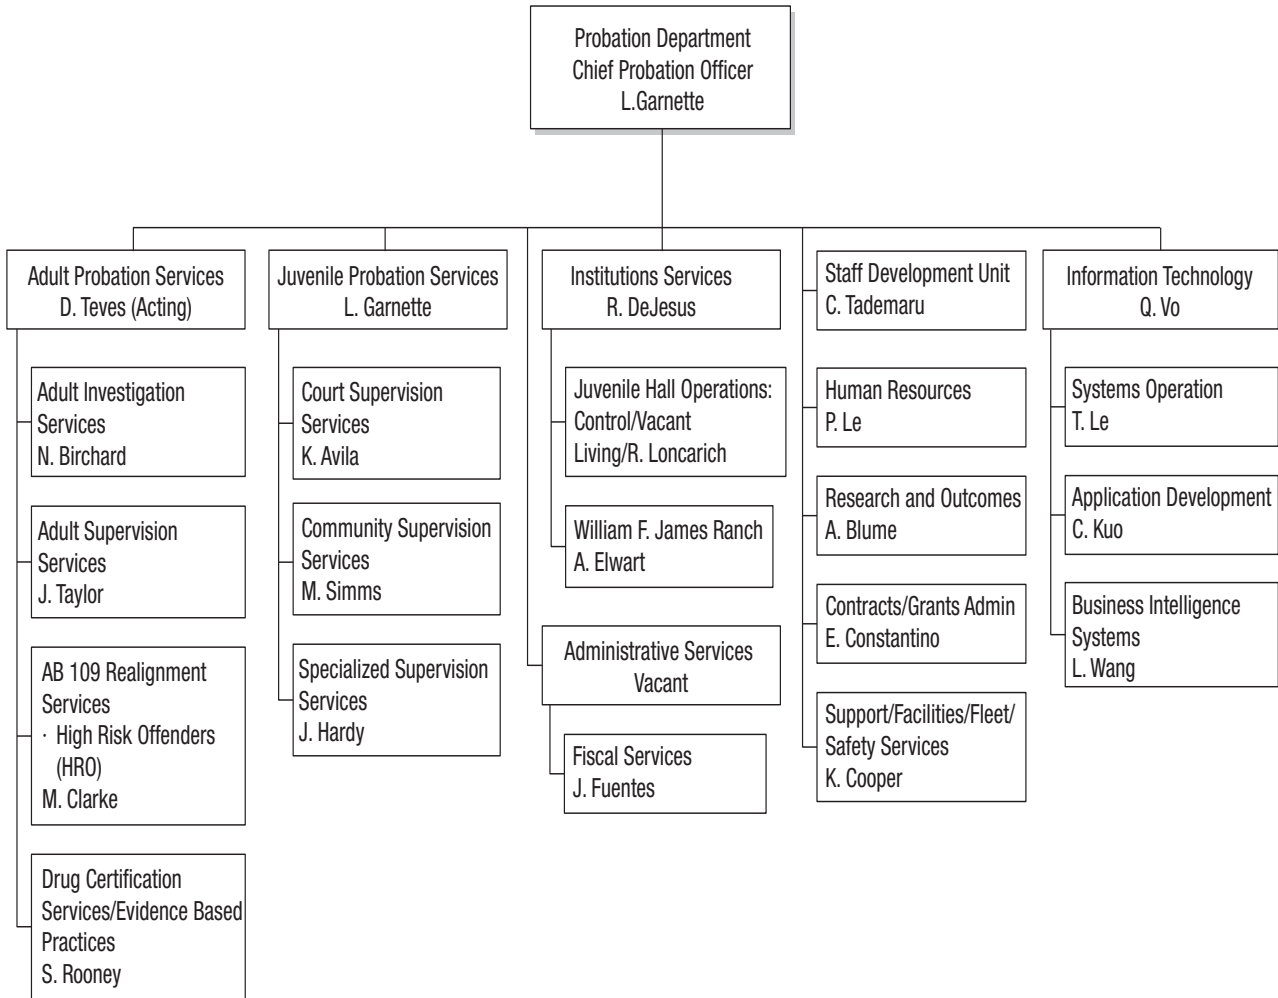 Probation Department
Chief Probation Officer
L.Garnette
Adult Probation Services
D. Teves (Acting)
Adult Investigation
Services
N. Birchard
Adult Supervision
Services
J. Taylor
AB 109 Realignment
Services
· High Risk Offenders
(HRO)
M. Clarke
Drug Certification
Services/Evidence Based
Practices
S. Rooney
Juvenile Probation Services
L. Garnette
Court Supervision
Services
K. Avila
Community Supervision
Services
M. Simms
Specialized Supervision
Services
J. Hardy
Institutions Services
R. DeJesus
Juvenile Hall Operations:
Control/Vacant
Living/R. Loncarich
William F. James Ranch
A. Elwart
Administrative Services
Vacant
Fiscal Services
J. Fuentes
Staff Development Unit
C. Tademaru
Human Resources
P. Le
Research and Outcomes
A. Blume
Contracts/Grants Admin
E. Constantino
Support/Facilities/Fleet/
Safety Services
K. Cooper
Information Technology
Q. Vo
Systems Operation
T. Le
Application Development
C. Kuo
Business Intelligence
Systems
L. Wang